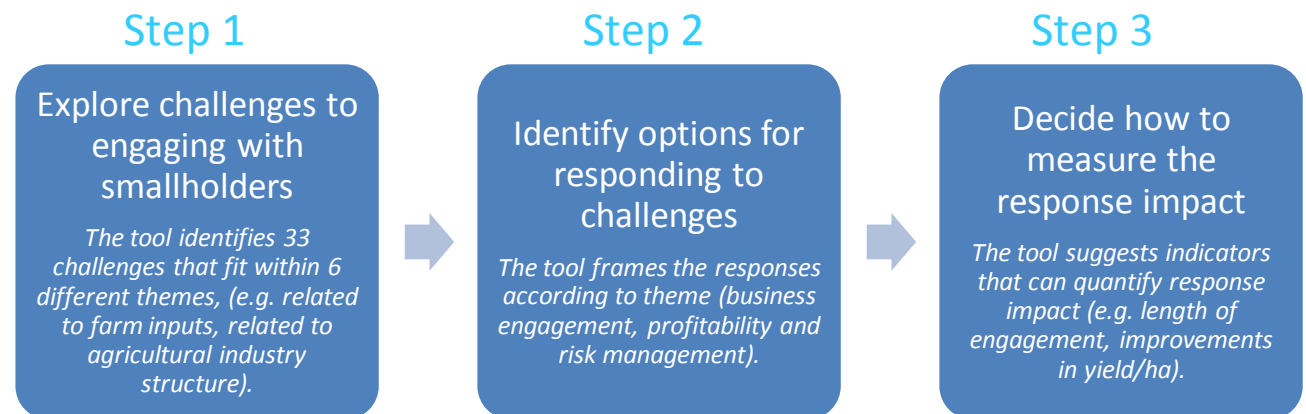 Step 1
Explore challenges to
engaging with
smallholders
The tool identifies 33
challenges that fit within 6
different themes, (e.g. related
to farm inputs, related to
agricultural industry
structure).
Step 2
Identify options for
responding to
challenges
The tool frames the responses
according to theme (business
engagement, profitability and
risk management).
Step 3
Decide how to
measure the
response impact
The tool suggests indicators
that can quantify response
impact (e.g. length of
engagement, improvements
in yield/ha).